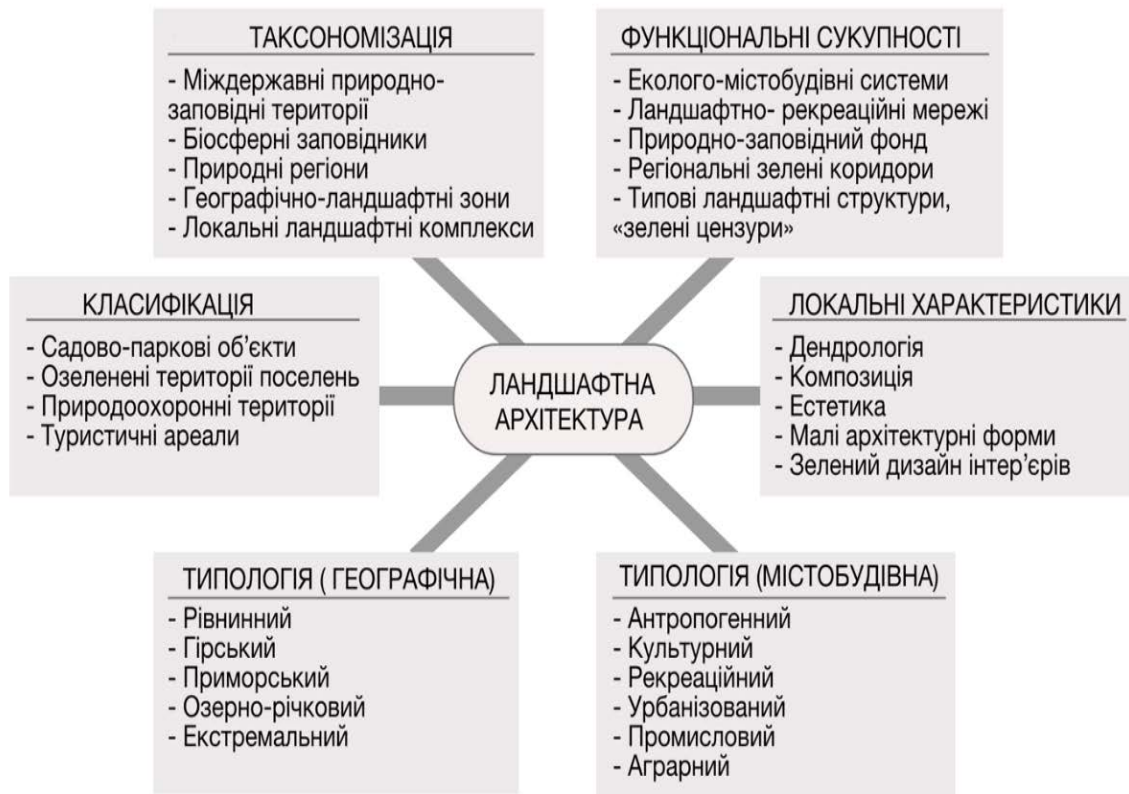 ТАКСОНОМІЗАЦІЯ
- Міждержавні природно-
заповідні території
- Біосферні заповідники
- Природні регіони
- Географічно-ландшафтні зони
- Локальні ландшафтні комплекси
ФУНКЦІОНАЛЬНІ СУКУПНОСТІ
- Еколого-містобудівні системи
- Ландшафтно- рекреаційні мережі
- Природно-заповідний фонд
- Регіональні зелені коридори
- Типові ландшафтні структури,
«зелені цензури»
КЛАСИФІКАЦІЯ
- Садово-паркові об’єкти
- Озеленені території поселень
- Природоохоронні території
- Туристичні ареали
ЛАНДШАФТНА
АРХІТЕКТУРА
ЛОКАЛЬНІ ХАРАКТЕРИСТИКИ
- Дендрологія
- Композиція
- Естетика
- Малі архітектурні форми
- Зелений дизайн інтер’єрів
ТИПОЛОГІЯ ( ГЕОГРАФІЧНА)
- Рівнинний
- Гірський
- Приморський
- Озерно-річковий
- Екстремальний
ТИПОЛОГІЯ (МІСТОБУДІВНА)
- Антропогенний
- Культурний
- Рекреаційний
- Урбанізований
- Промисловий
- Аграрний